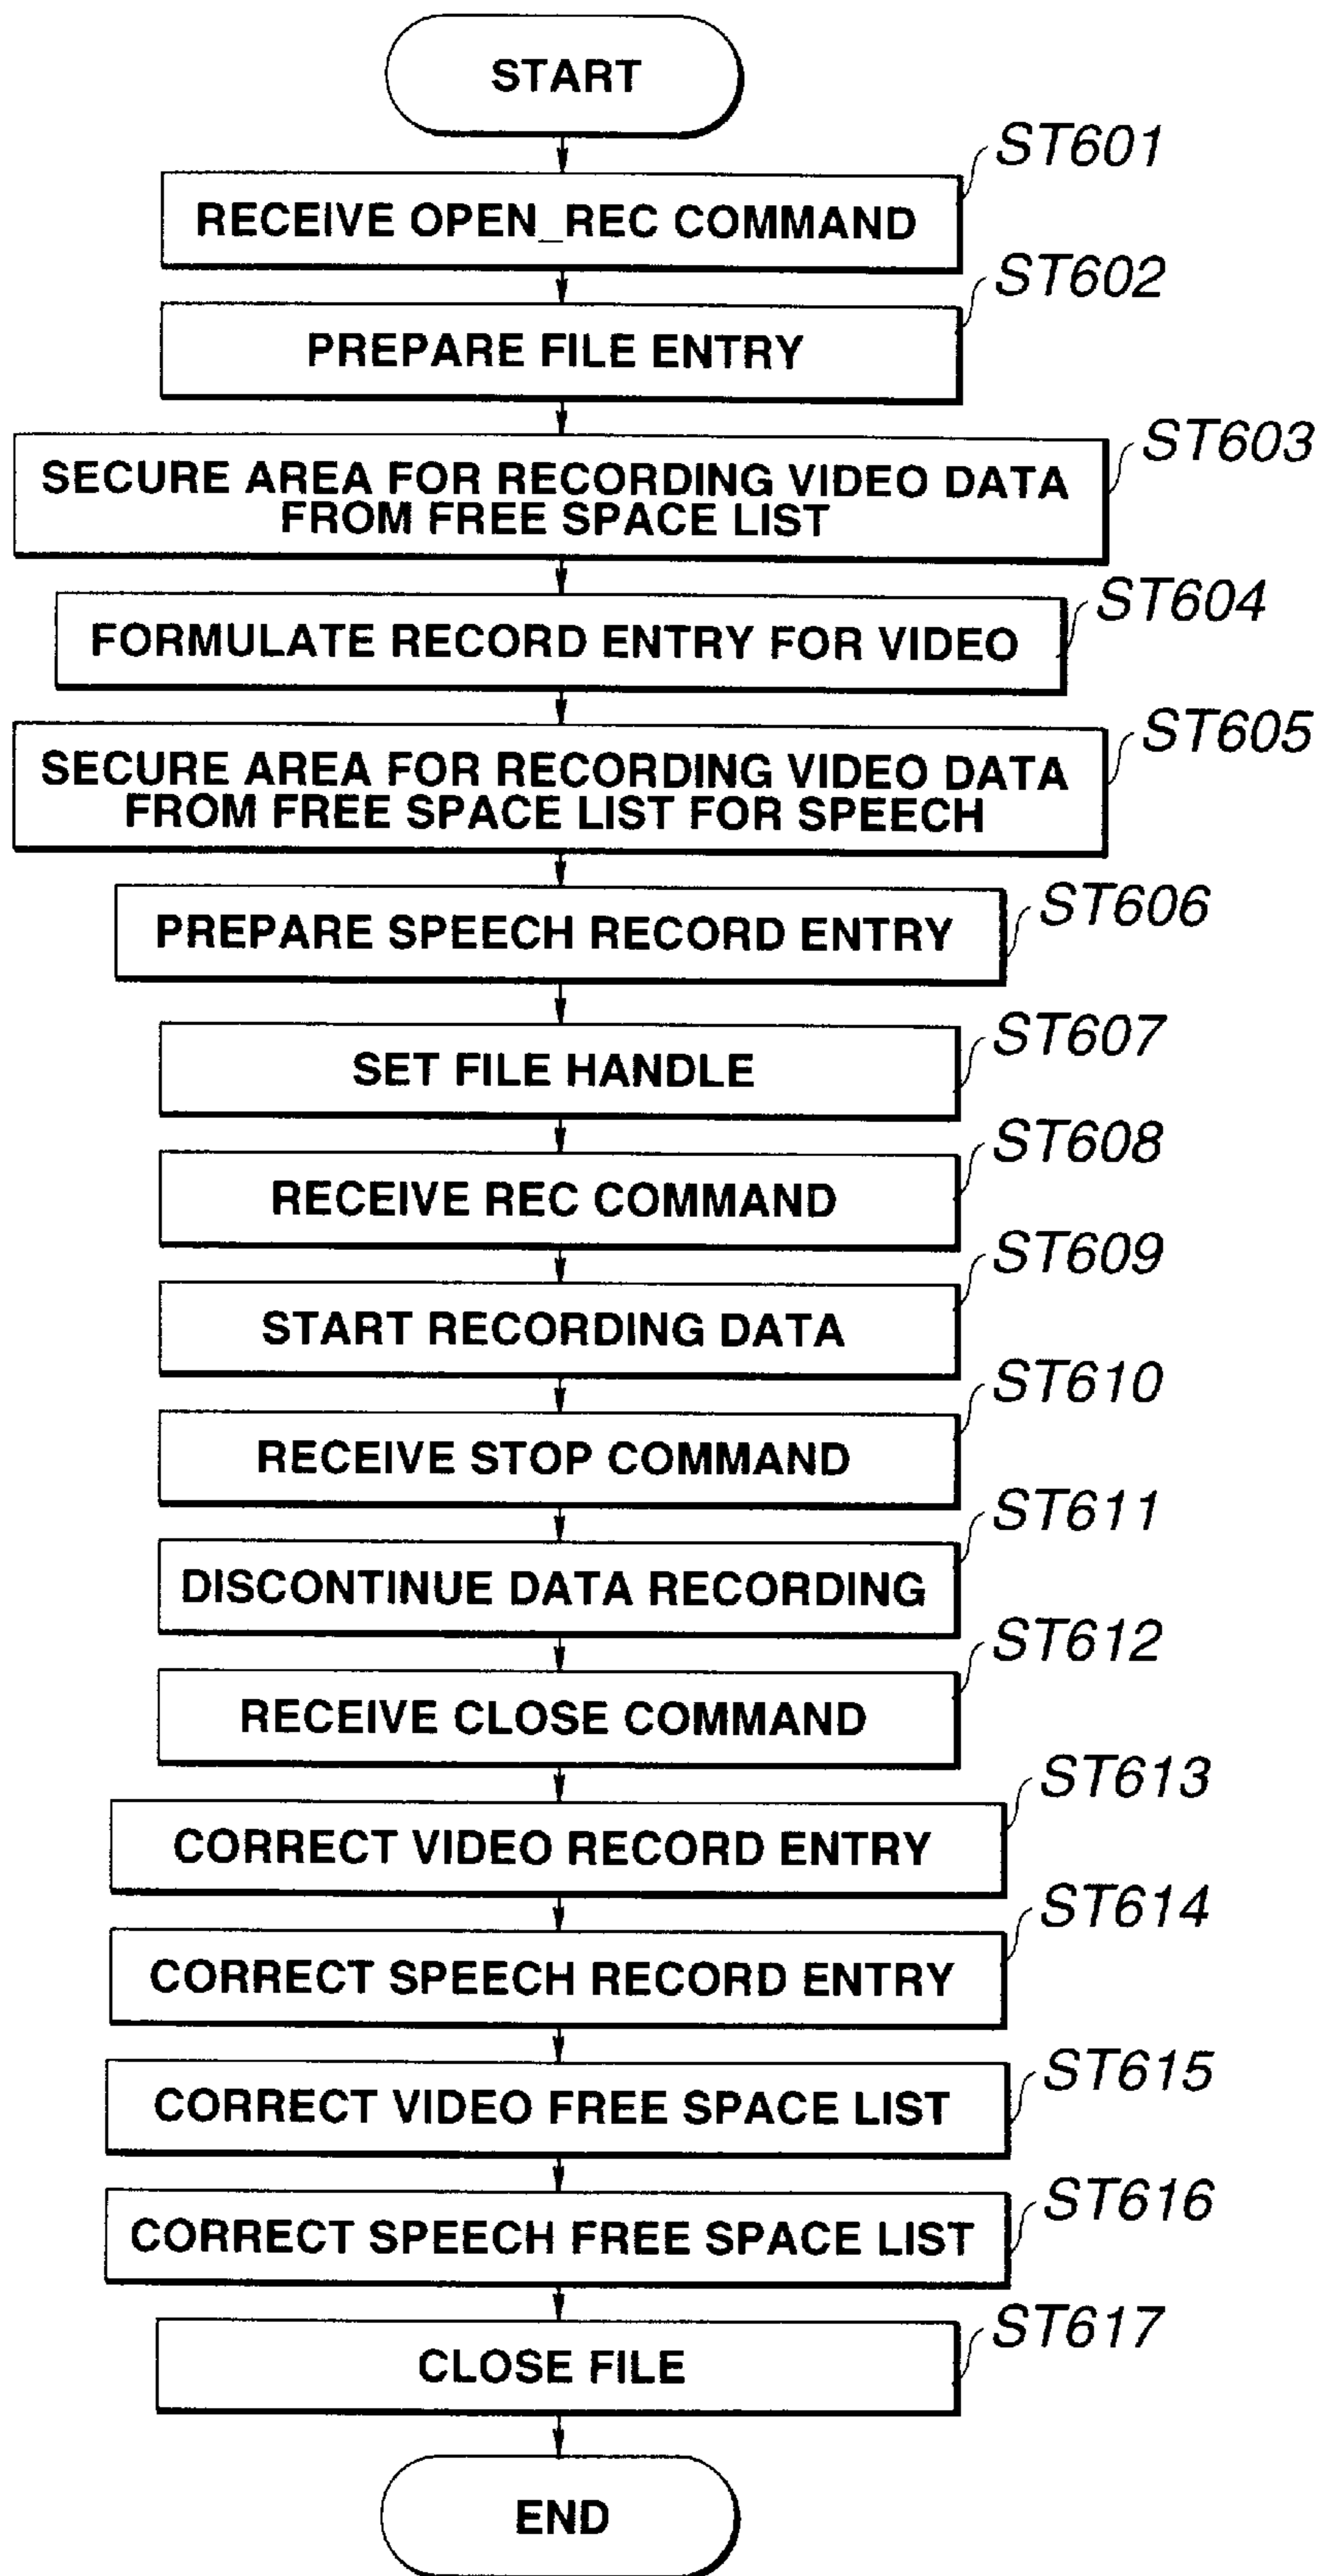 START
ST601
RECEIVE OPEN_REC COMMAND
ST602
PREPARE FILE ENTRY
ST603
SECURE AREA FOR RECORDING VIDEO DATA
FROM FREE SPACE LIST
ST604
FORMULATE RECORD ENTRY FOR VIDEO
ST605
SECURE AREA FOR RECORDING VIDEO DATA
FROM FREE SPACE LIST FOR SPEECH
ST606
PREPARE SPEECH RECORD ENTRY
ST607
SET FILE HANDLE
ST608
RECEIVE REC COMMAND
ST609
START RECORDING DATA
ST610
RECEIVE STOP COMMAND
ST611
DISCONTINUE DATA RECORDING
ST612
RECEIVE CLOSE COMMAND
ST613
CORRECT VIDEO RECORD ENTRY
ST614
CORRECT SPEECH RECORD ENTRY
ST615
CORRECT VIDEO FREE SPACE LIST
ST616
CORRECT SPEECH FREE SPACE LIST
ST617
CLOSE FILE
END